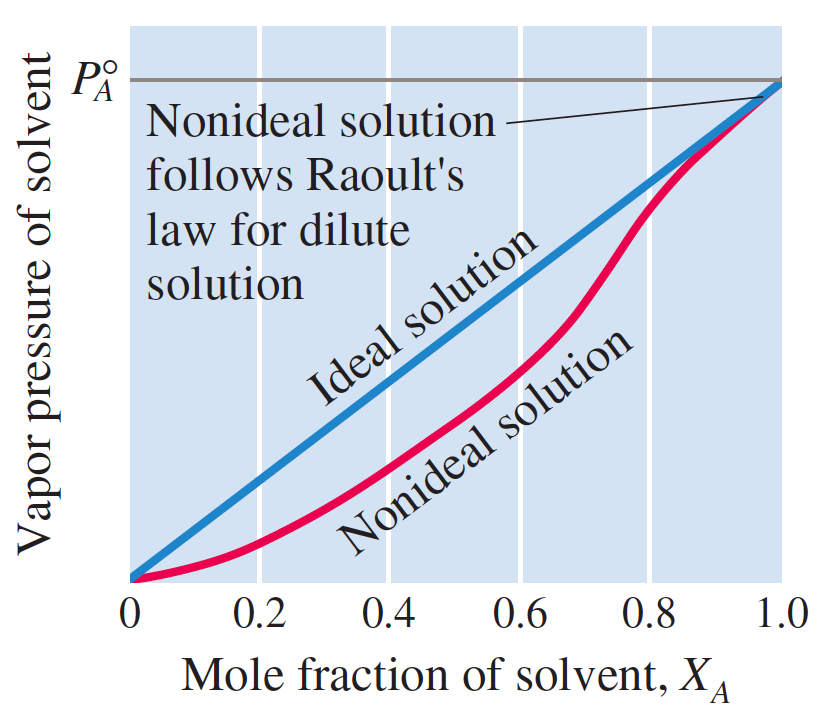 Vapor pressure of solvent
P°A
Nonideal solution
follows Raoult's
law for dilute
solution
Ideal solution
Nonideal solution
0 0.2 0.4 0.6 0.8 1.0
Mole fraction of solvent, XA